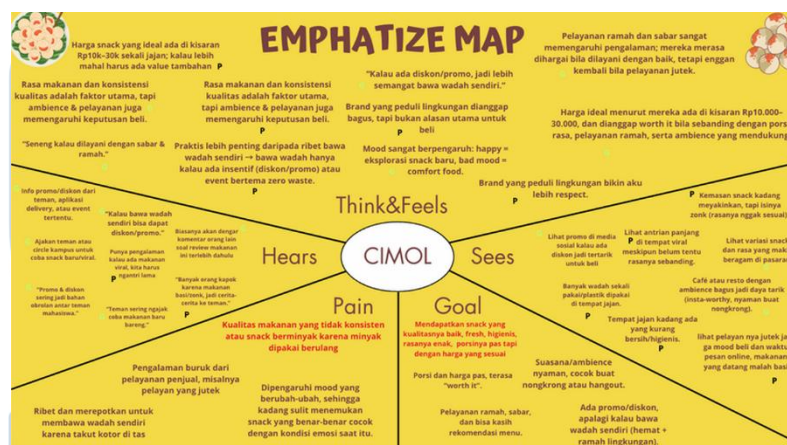 EMPHATIZE MAP
Harga snack yang ideal ada di kisaran
Rp10k–30k sekali jajan; kalau lebih
mahal harus ada value tambahan
P
Rasa makanan dan konsistensi
kualitas adalah faktor utama,
tapi ambience & pelayanan juga
memengaruhi keputusan beli.
Rasa makanan dan konsistensi
kualitas adalah faktor utama,
tapi ambience & pelayanan juga
memengaruhi keputusan beli.
P
"Seneng kalau dilayani dengan sabar &
ramah."
Praktis lebih penting daripada ribet bawa
wadah sendiri → bawa wadah hanya
kalau ada insentif (diskon/promo) atau
event bertema zero waste.
P
"Kalau ada diskon/promo, jadi lebih
semangat bawa wadah sendiri."
Brand yang peduli lingkungan dianggap
bagus, tapi bukan alasan utama untuk
beli
P
Mood sangat berpengaruh: happy =
eksplorasi snack baru, bad mood =
comfort food.
Pelayanan ramah dan sabar sangat
memengaruhi pengalaman; mereka merasa
dihargai bila dilayani dengan baik, tetapi enggan
kembali bila pelayanan jutek.
Harga ideal menurut mereka ada di kisaran Rp10.000–
30.000, dan dianggap worth it bila sebanding dengan pors
rasa, pelayanan ramah, serta ambience yang mendukung
Brand yang peduli lingkungan bikin aku
lebih respect.
Think&Feels
Hears
CIMOL
Sees
Pain
Goal
Info promo/diskon dari
teman, aplikasi
delivery, atau event
tertentu.
Ajakan teman atau
circle kampus untuk
coba snack baru/viral.
"Promo & diskon
sering jadi bahan
obrolan antar teman
mahasiswa."
"Kalau bawa wadah
sendiri bisa dapat
diskon/promo."
Punya pengalaman
kalau ada makanan
viral, kita harus
ngantri lama
P
"Teman sering ngajak
coba makanan baru
bareng."
Biasanya akan dengar
komentar orang lain
soal review makanan
ini terlebih dahulu
"Banyak orang kapok
karena makanan
basi/zonk, jadi cerita-
cerita ke teman."
P
P
Kemasan snack kadang
meyakinkan, tapi isinya
zonk (rasanya nggak sesuai)
Lihat promo di media
sosial kalau ada
diskon jadi tertarik
untuk beli
Lihat antrian panjang
di tempat viral
meskipun belum tentu
rasanya sebanding.
P
Lihat variasi snack
dan rasa yang mak
beragam di pasara
Banyak wadah sekali
pakai/plastik dipakai
di tempat jajan.
Café atau resto dengan
ambience bagus jadi daya tarik
(insta-worthy, nyaman buat
nongkrong).
Tempat jajan kadang ada
yang kurang
bersih/higienis.
P
lihat pelayan nya jutek ja
ga mood beli dan waktu
pesan online, makanan
yang datang malah basi
P
Kualitas makanan yang tidak konsisten
atau snack berminyak karena minyak
dipakai berulang
Pengalaman buruk dari
pelayanan penjual, misalnya
pelayan yang jutek
Ribet dan merepotkan untuk
membawa wadah sendiri
karena takut kotor di tas
Dipengaruhi mood yang
berubah-ubah, sehingga
kadang sulit menemukan
snack yang benar-benar cocok
dengan kondisi emosi saat itu.
Mendapatkan snack yang
kualitasnya baik, fresh, higienis,
rasanya enak, porsinya pas tapi
dengan harga yang sesuai
Porsi dan harga pas, terasa
"worth it".
Suasana/ambience
nyaman, cocok buat
nongkrong atau hangout.
Pelayanan ramah, sabar,
dan bisa kasih
rekomendasi menu.
Ada promo/diskon,
apalagi kalau bawa
wadah sendiri (hemat +
ramah lingkungan).